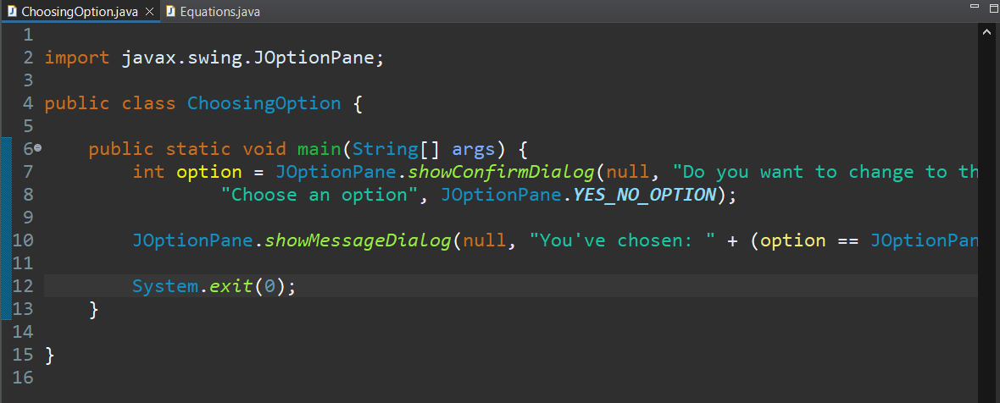 ChoosingOption.java Equations.java
1
2 import javax.swing.JOptionPane;
3
4 public class ChoosingOption {
5
6 public static void main(String[] args) {
7 int option = JOptionPane.showConfirmDialog(null, "Do you want to change to th
8 "Choose an option", JOptionPane.YES_NO_OPTION);
9
10 JOptionPane.showMessageDialog(null, "You've chosen: " + (option == JOptionPan
11
12 System.exit(0);
13 }
14
15 }
16